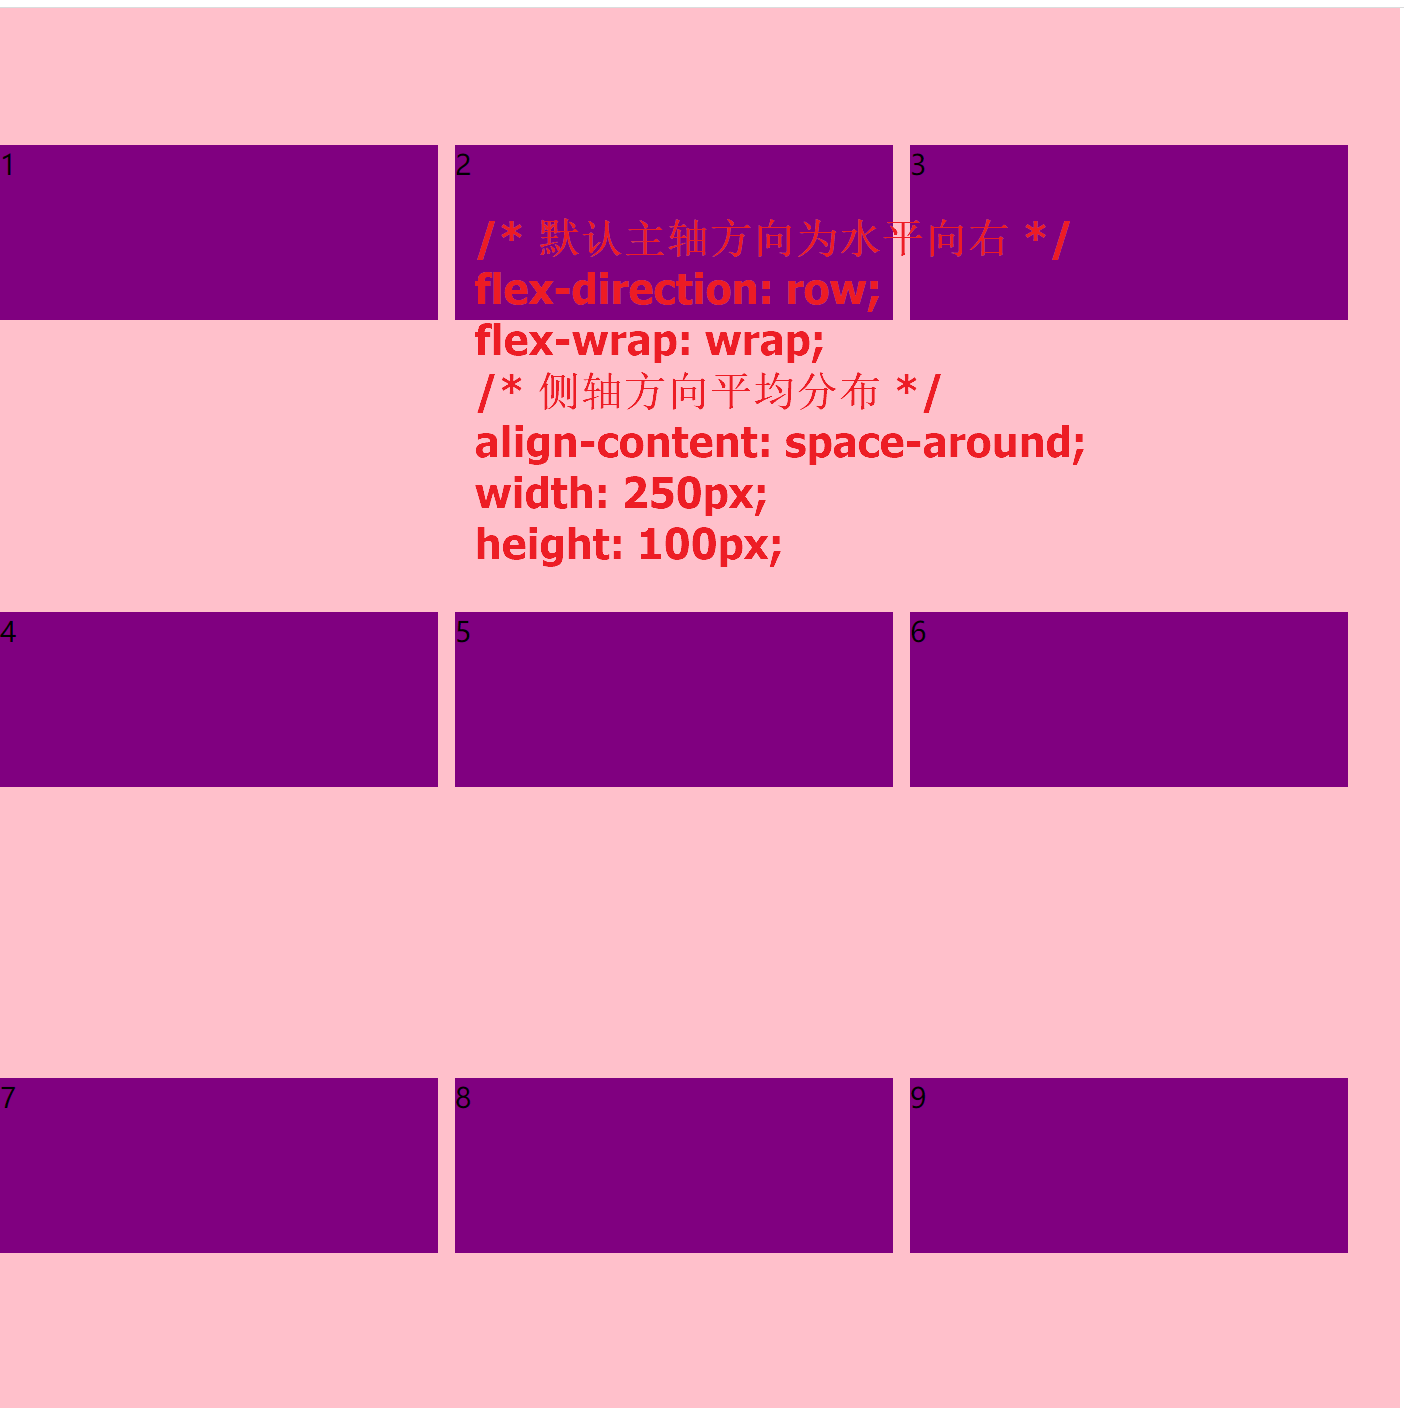 1
2
3
/* 默认主轴方向为水平向右 */
flex-direction: row;
flex-wrap: wrap;
/* 侧轴方向平均分布 */
align-content: space-around;
width: 250px;
height: 100px;
4
5
6
7
8
9